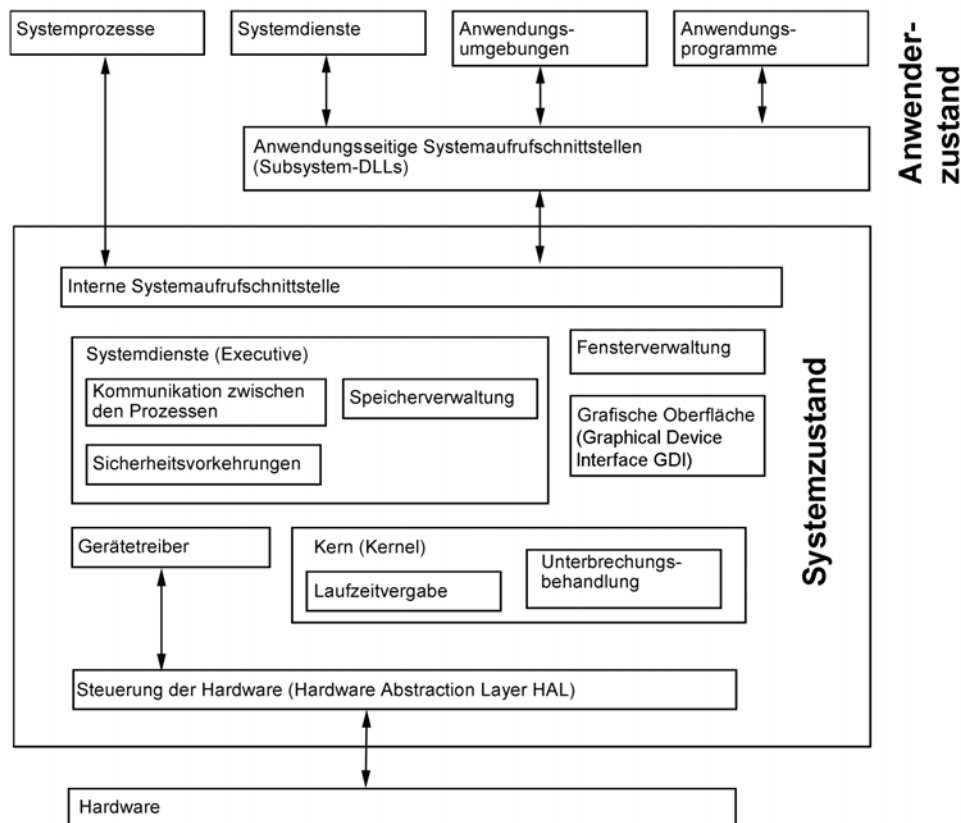 Systemprozesse
Systemdienste
Anwendungs-
umgebungen
Anwendungs-
programme
Anwender-
zustand
Anwendungsseitige Systemaufrufschnittstellen
(Subsystem-DLLs)
Interne Systemaufrufschnittstelle
Systemdienste (Executive)
Kommunikation zwischen
den Prozessen
Speicherverwaltung
Sicherheitsvorkehrungen
Fensterverwaltung
Grafische Oberfläche
(Graphical Device
Interface GDI)
Systemzustand
Gerätetreiber
Kern (Kernel)
Laufzeitvergabe
Unterbrechungs-
behandlung
Steuerung der Hardware (Hardware Abstraction Layer HAL)
Hardware